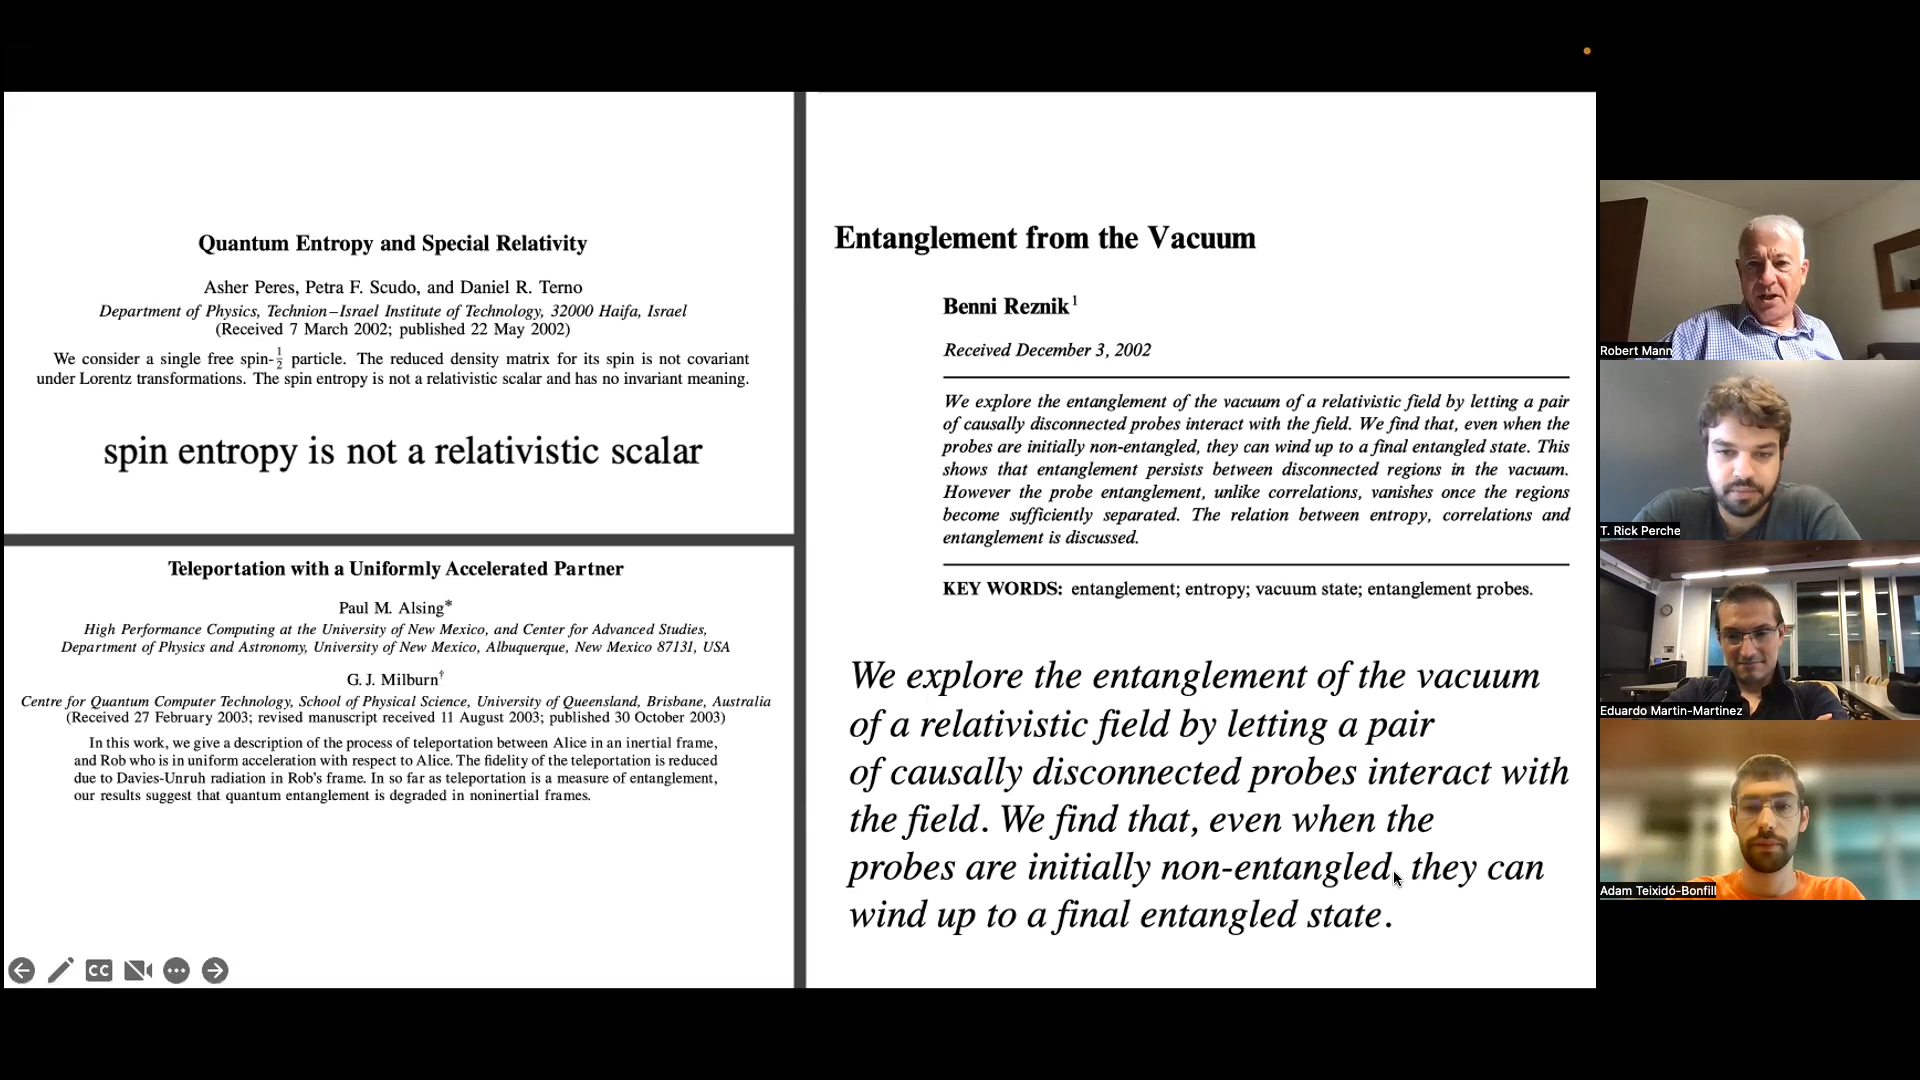 Quantum Entropy and Special Relativity
Asher Peres, Petra F. Scudo, and Daniel R. Terno
Department of Physics, Technion–Israel Institute of Technology, 32000 Haifa, Israel
(Received 7 March 2002; published 22 May 2002)
We consider a single free spin-1/2 particle. The reduced density matrix for its spin is not covariant
under Lorentz transformations. The spin entropy is not a relativistic scalar and has no invariant meaning.
spin entropy is not a relativistic scalar
Teleportation with a Uniformly Accelerated Partner
Paul M. Alsing*
High Performance Computing at the University of New Mexico, and Center for Advanced Studies,
Department of Physics and Astronomy, University of New Mexico, Albuquerque, New Mexico 87131, USA
G. J. Milburn†
Centre for Quantum Computer Technology, School of Physical Science, University of Queensland, Brisbane, Australia
(Received 27 February 2003; revised manuscript received 11 August 2003; published 30 October 2003)
In this work, we give a description of the process of teleportation between Alice in an inertial frame,
and Rob who is in uniform acceleration with respect to Alice. The fidelity of the teleportation is reduced
due to Davies-Unruh radiation in Rob's frame. In so far as teleportation is a measure of entanglement,
our results suggest that quantum entanglement is degraded in noninertial frames.
CC
Entanglement from the Vacuum
Benni Reznik¹
Received December 3, 2002
We explore the entanglement of the vacuum of a relativistic field by letting a pair
of causally disconnected probes interact with the field. We find that, even when the
probes are initially non-entangled, they can wind up to a final entangled state. This
shows that entanglement persists between disconnected regions in the vacuum.
However the probe entanglement, unlike correlations, vanishes once the regions
become sufficiently separated. The relation between entropy, correlations and
entanglement is discussed.
KEY WORDS: entanglement; entropy; vacuum state; entanglement probes.
We explore the entanglement of the vacuum
of a relativistic field by letting a pair
of causally disconnected probes interact with
the field. We find that, even when the
probes are initially non-entangled, they can
wind up to a final entangled state.
Robert Mann
T. Rick Perche
Eduardo Martin-Martinez
Adam Teixidó-Bonfill